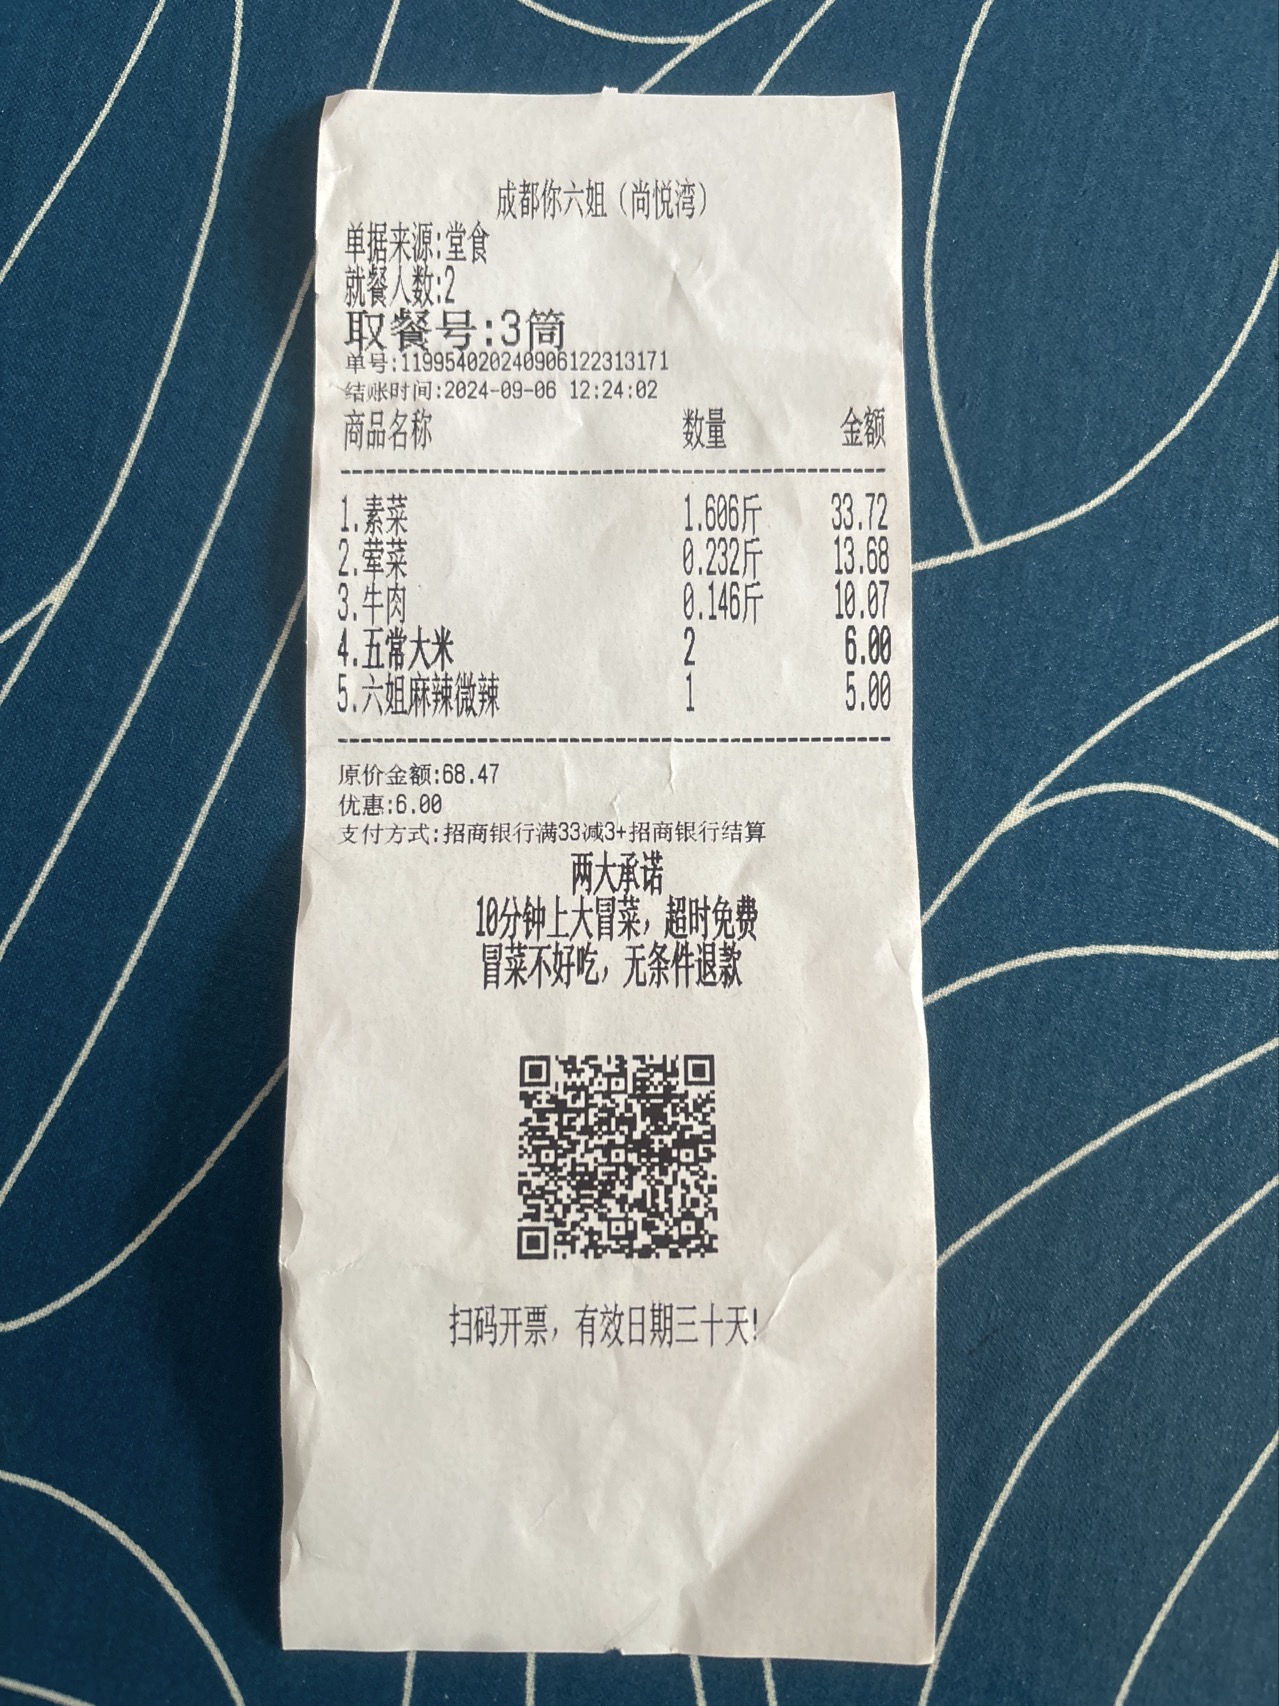 成都你六姐（尚悦湾）
单据来源:堂食
就餐人数:2
取餐号:3筒
单号:1199540202409061223131​71
结账时间:2024-09-06 12:24:02
商品名称 数量 金额
1.素菜 1.606斤 33.72
2.荤菜 0.232斤 13.68
3.牛肉 0.146斤 10.07
4.五常大米 2 6.00
5.六姐麻辣微辣 1 5.00
原价金额:68.47
优惠:6.00
支付方式:招商银行满33减3+招商银行结算
两大承诺
10分钟上大冒菜，超时免费
冒菜不好吃，无条件退款
扫码开票，有效日期三十天!